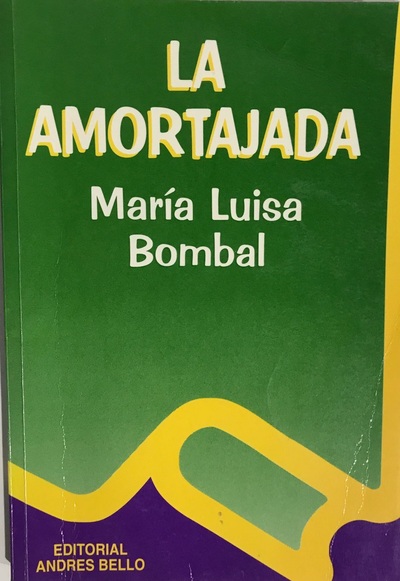 LA
AMORTAJADA
María Luisa
Bombal
EDITORIAL
ANDRES BELLO